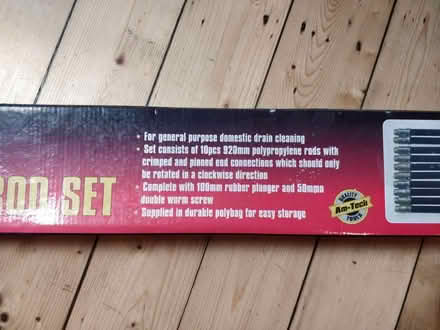 ROD SET
• For general purpose domestic drain cleaning
• Set consists of 10pcs 920mm polypropylene rods with
crimped and pinned end connections which should only
be rotated in a clockwise direction
• Complete with 100mm rubber plunger and 50mm
double worm screw
• Supplied in durable polybag for easy storage
QUALITY
Am-Tech
TOOLS